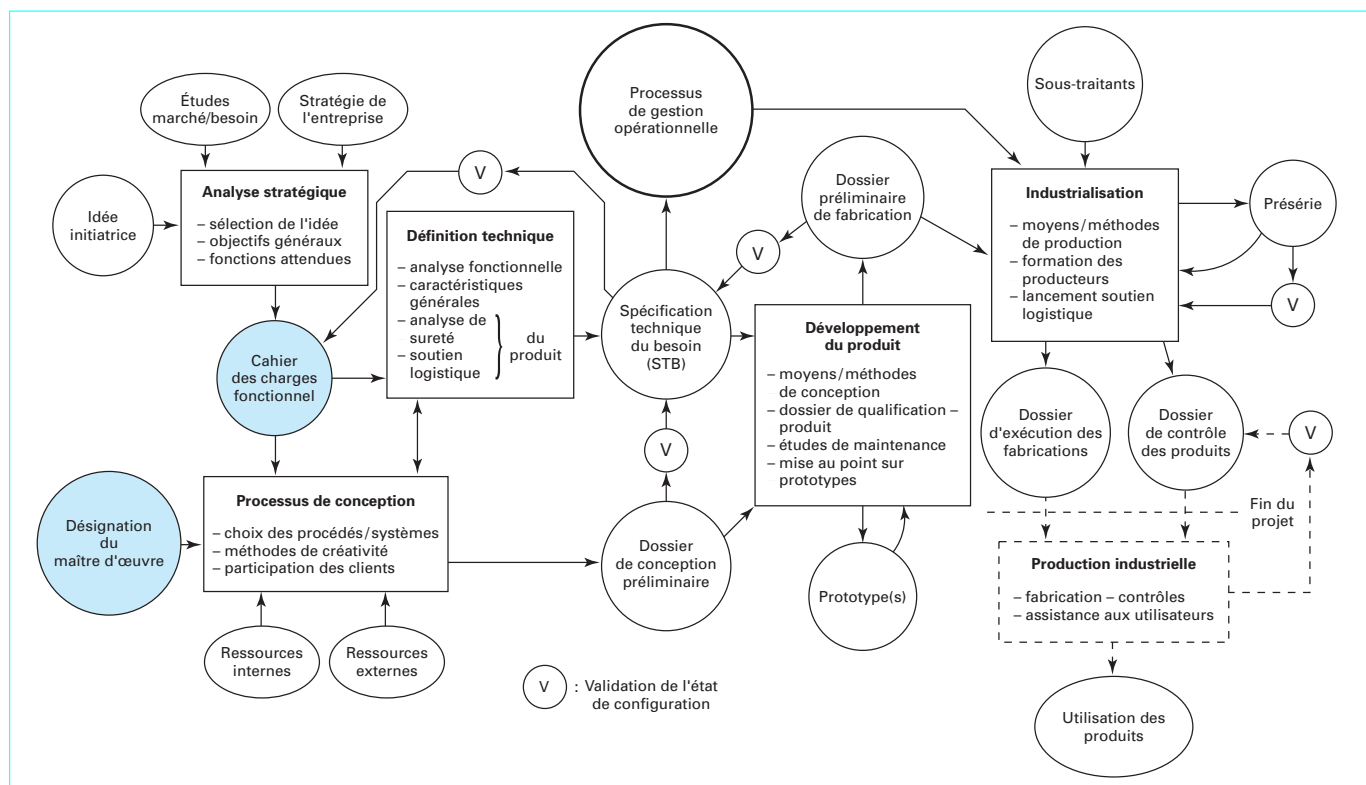 Études
marché/besoin
Stratégie de
l'entreprise
Idée
initiatrice
Analyse stratégique
– sélection de l'idée
– objectifs généraux
– fonctions attendues
V
Définition technique
– analyse fonctionnelle
– caractéristiques
générales
– analyse de
sureté
– soutien
logistique
du
produit
Cahier
des charges
fonctionnel
Désignation
du
maître d'œuvre
Processus de conception
– choix des procédés/systèmes
– méthodes de créativité
– participation des clients
Ressources
internes
Ressources
externes
Processus
de gestion
opérationnelle
Spécification
technique
du besoin
(STB)
V
V
Dossier
de conception
préliminaire
V
: Validation de l'état
de configuration
Dossier
préliminaire
de fabrication
Développement
du produit
– moyens/méthodes
de conception
– dossier de qualification –
produit
– études de maintenance
– mise au point sur
prototypes
Prototype(s)
Sous-traitants
Industrialisation
– moyens/méthodes
de production
– formation des
producteurs
– lancement soutien
logistique
Présérie
V
Dossier
d'exécution des
fabrications
Dossier
de contrôle
des produits
V
Fin du
projet
Production industrielle
– fabrication – contrôles
– assistance aux utilisateurs
Utilisation des
produits